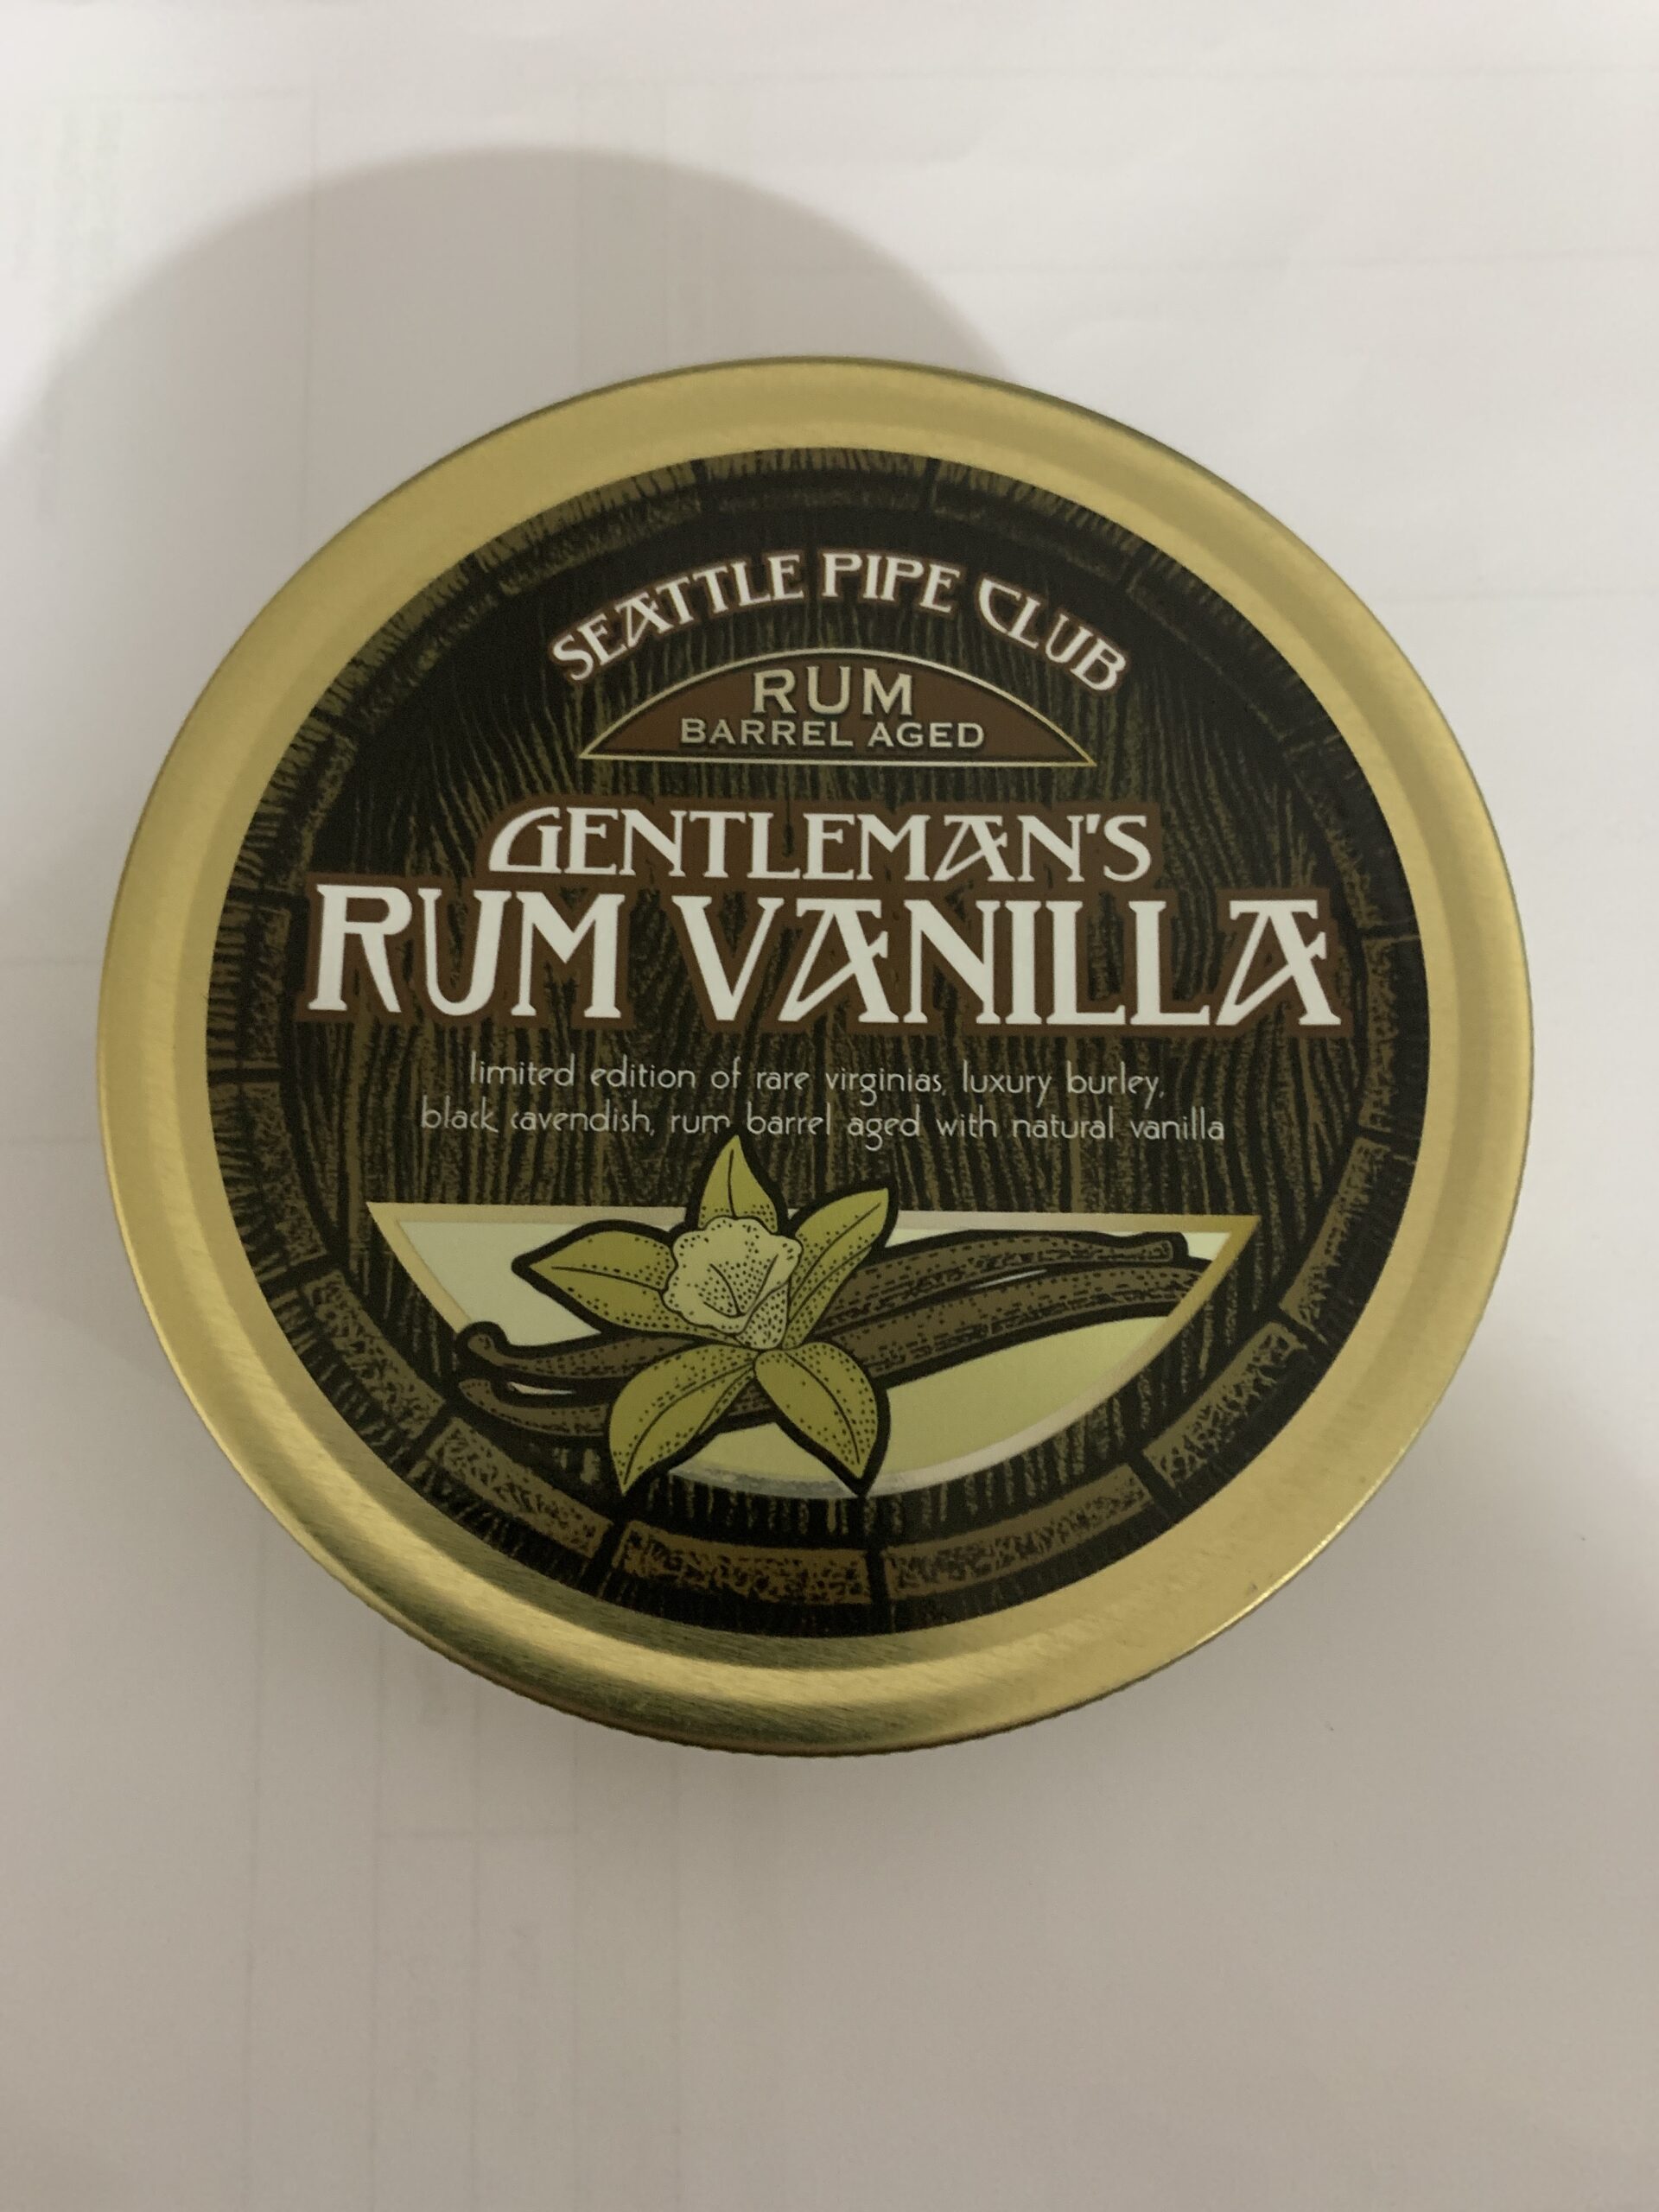 SEATTLE PIPE CLUB
RUM
BARREL AGED
GENTLEMAN'S
RUM VANILLA
limited edition of rare virginias, luxury burley,
black cavendish, rum barrel aged with natural vanilla